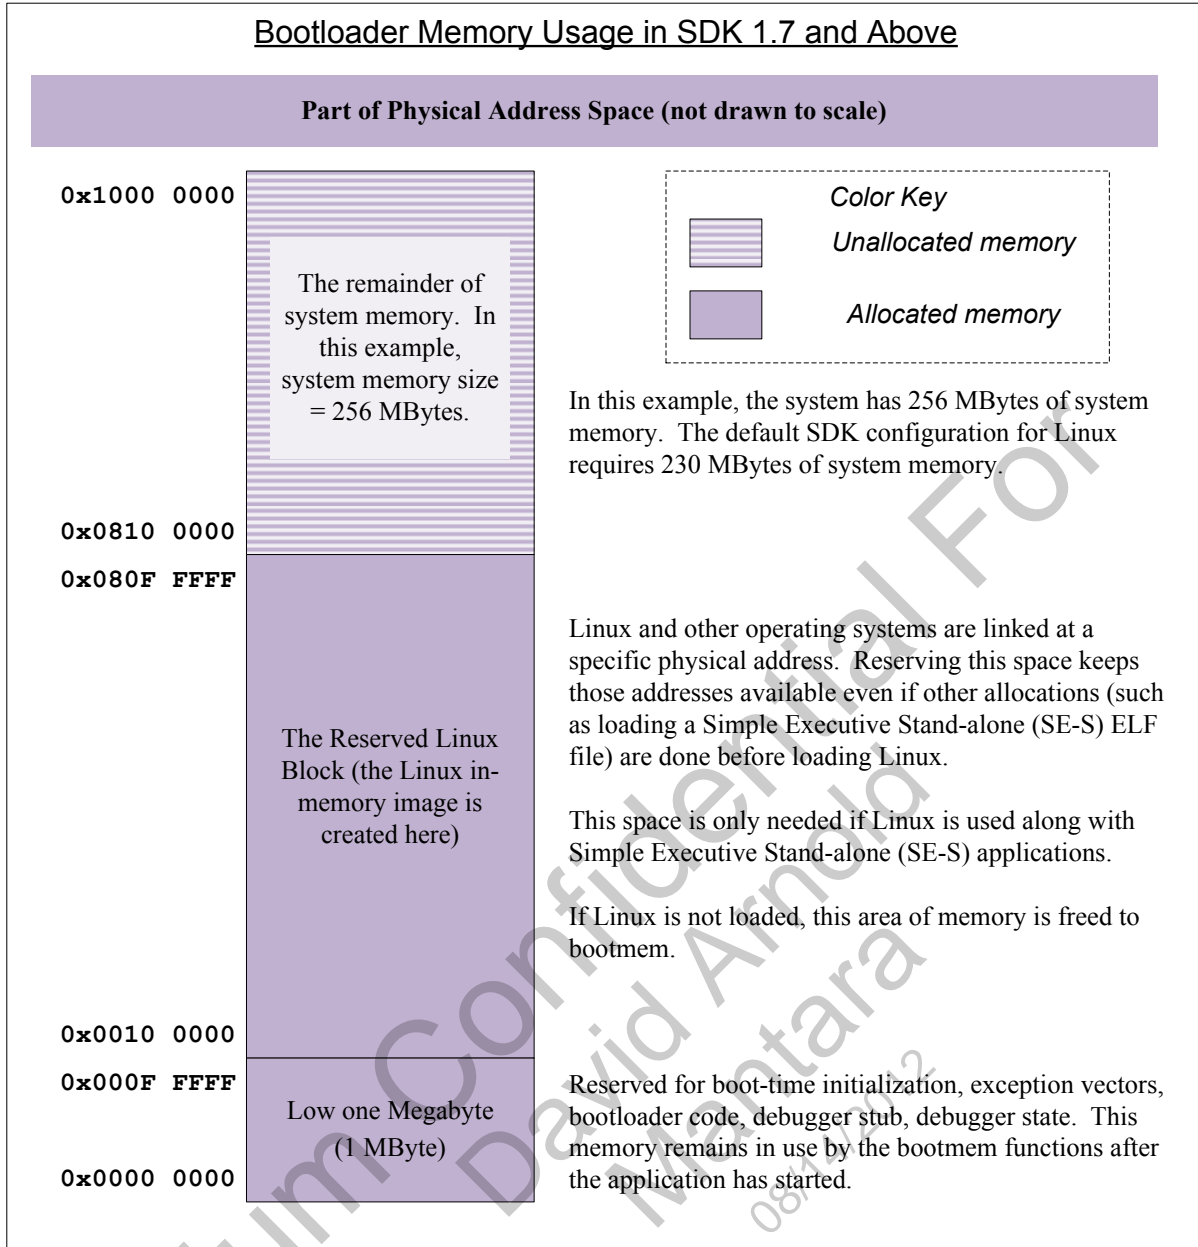 Bootloader Memory Usage in SDK 1.7 and Above
Part of Physical Address Space (not drawn to scale)
0x1000 0000
The remainder of
system memory. In
this example,
system memory size
= 256 MBytes.
0x0810 0000
0x080F FFFF
The Reserved Linux
Block (the Linux in-
memory image is
created here)
0x0010 0000
0x000F FFFF
Low one Megabyte
(1 MByte)
0x0000 0000
Color Key
Unallocated memory
Allocated memory
In this example, the system has 256 MBytes of system
memory. The default SDK configuration for Linux
requires 230 MBytes of system memory.
Linux and other operating systems are linked at a
specific physical address. Reserving this space keeps
those addresses available even if other allocations (such
as loading a Simple Executive Stand-alone (SE-S) ELF
file) are done before loading Linux.
This space is only needed if Linux is used along with
Simple Executive Stand-alone (SE-S) applications.
If Linux is not loaded, this area of memory is freed to
bootmem.
Reserved for boot-time initialization, exception vectors,
bootloader code, debugger stub, debugger state. This
memory remains in use by the bootmem functions after
the application has started.
um Confidential For
David Arnold
Mantara
08/14/2012